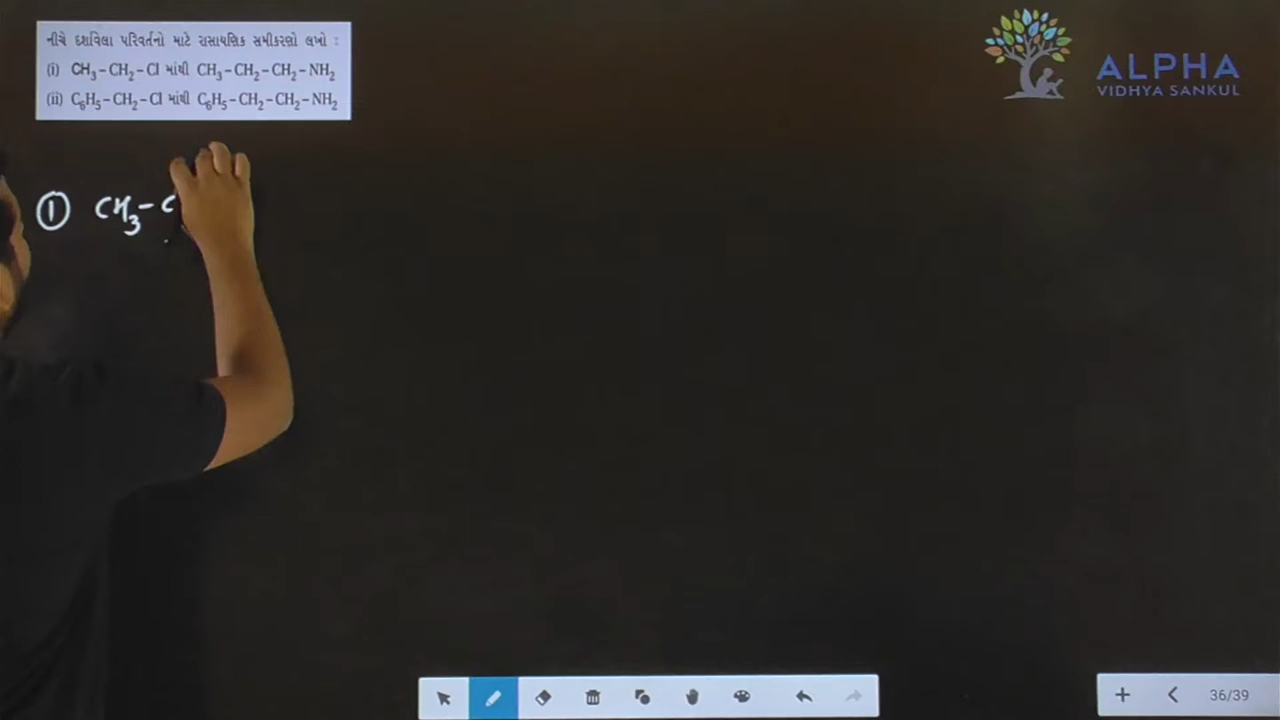 નીચે દર્શાવેલા પરિવર્તનો માટે રાસાયણિક સમીકરણો લખો :
(i) CH₃–CH₂–Cl માંથી CH₃–CH₂–CH₂–NH₂
(ii) C₆H₅–CH₂–Cl માંથી C₆H₅–CH₂–CH₂–NH₂
ALPHA
VIDHYA SANKUL
① CH₃–C
36/39